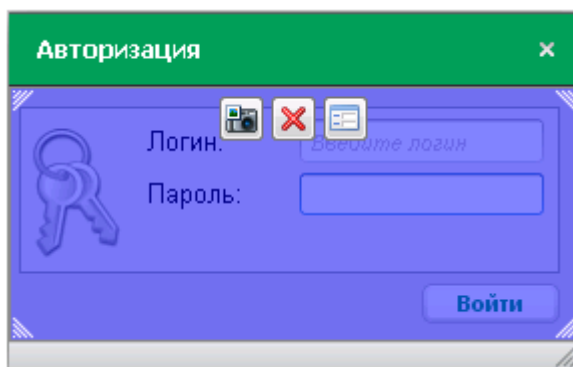 Авторизация
Логин: Введите логин
Пароль:
Войти